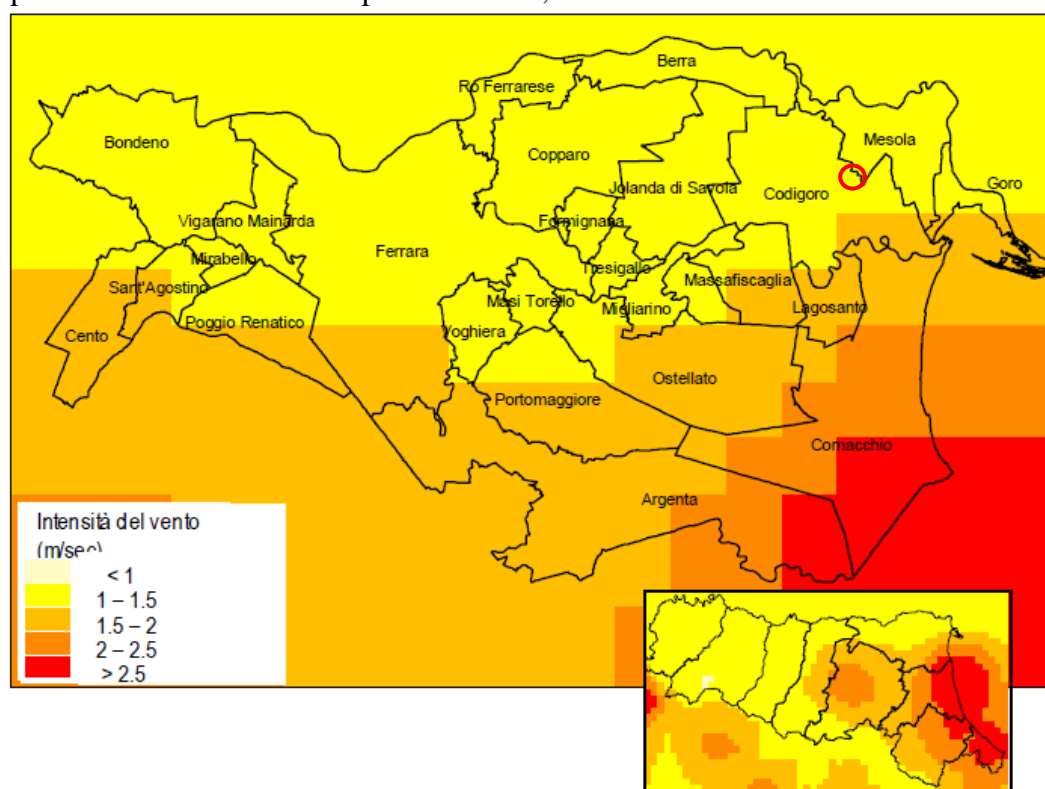 Berra
Rò Ferrarese
Bondeno
Mesola
Copparo
Jolanda di Savoia
Codigoro
Goro
Vigarano Mainarda
Formignana
Ferrara
Mirabello
Tresigallo
Massafiscaglia
Sant'Agostino
Masi Torello
Migliarino
Lagosanto
Poggio Renatico
Voghiera
Cento
Ostellato
Portomaggiore
Comacchio
Argenta
Intensità del vento
(m/sec)
< 1
1 – 1.5
1.5 – 2
2 – 2.5
> 2.5